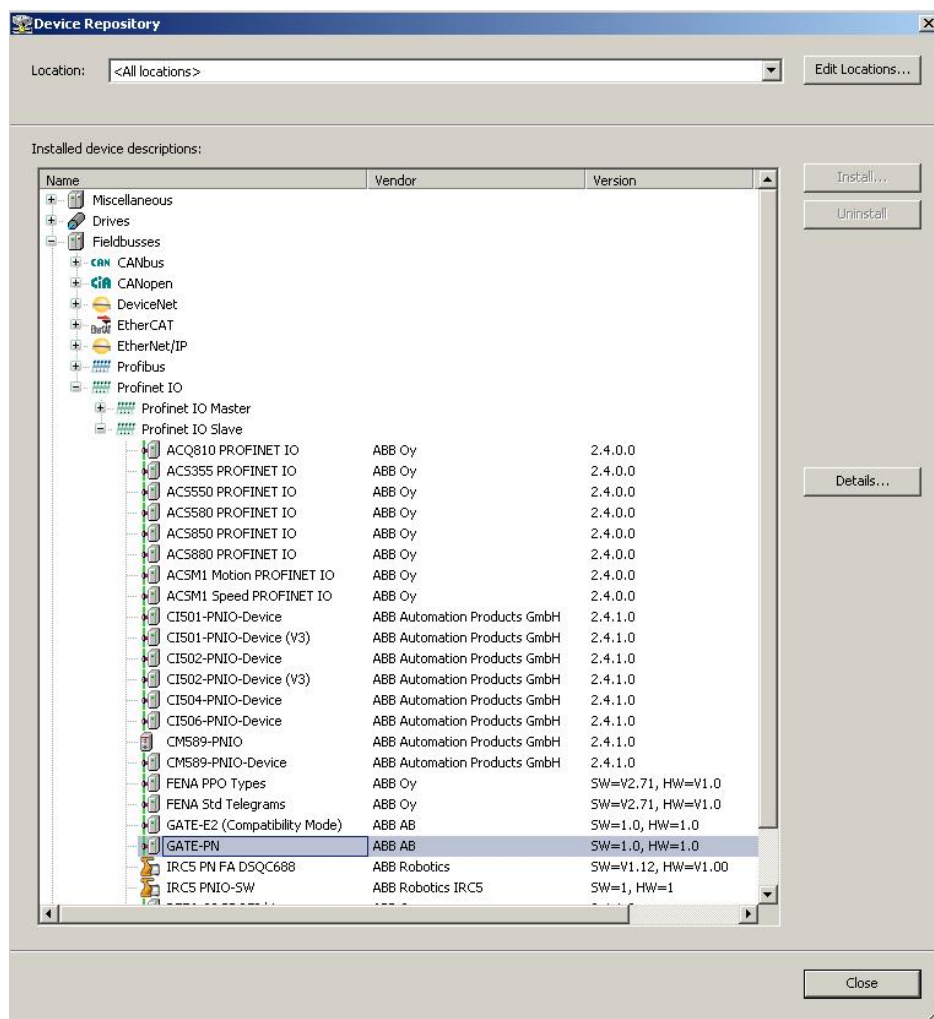 Device Repository
Location: <All locations> Edit Locations...
Installed device descriptions:
Name Vendor Version
Install...
Uninstall
Miscellaneous
Drives
Fieldbusses
CAN CANbus
CiA CANopen
DeviceNet
EtherCAT
EtherNet/IP
Profibus
Profinet IO
Profinet IO Master
Profinet IO Slave
ACQ810 PROFINET IO ABB Oy 2.4.0.0
ACS355 PROFINET IO ABB Oy 2.4.0.0
Details...
ACS550 PROFINET IO ABB Oy 2.4.0.0
ACS580 PROFINET IO ABB Oy 2.4.0.0
ACS850 PROFINET IO ABB Oy 2.4.0.0
ACS880 PROFINET IO ABB Oy 2.4.0.0
ACSM1 Motion PROFINET IO ABB Oy 2.4.0.0
ACSM1 Speed PROFINET IO ABB Oy 2.4.0.0
CI501-PNIO-Device ABB Automation Products GmbH 2.4.1.0
CI501-PNIO-Device (V3) ABB Automation Products GmbH 2.4.1.0
CI502-PNIO-Device ABB Automation Products GmbH 2.4.1.0
CI502-PNIO-Device (V3) ABB Automation Products GmbH 2.4.1.0
CI504-PNIO-Device ABB Automation Products GmbH 2.4.1.0
CI506-PNIO-Device ABB Automation Products GmbH 2.4.1.0
CM589-PNIO ABB Automation Products GmbH 2.4.1.0
CM589-PNIO-Device ABB Automation Products GmbH 2.4.1.0
FENA PPO Types ABB Oy SW=V2.71, HW=V1.0
FENA Std Telegrams ABB Oy SW=V2.71, HW=V1.0
GATE-E2 (Compatibility Mode) ABB AB SW=1.0, HW=1.0
GATE-PN ABB AB SW=1.0, HW=1.0
IRC5 PN FA DSQC688 ABB Robotics SW=V1.12, HW=V1.00
IRC5 PNIO-SW ABB Robotics IRC5 SW=1, HW=1
Close